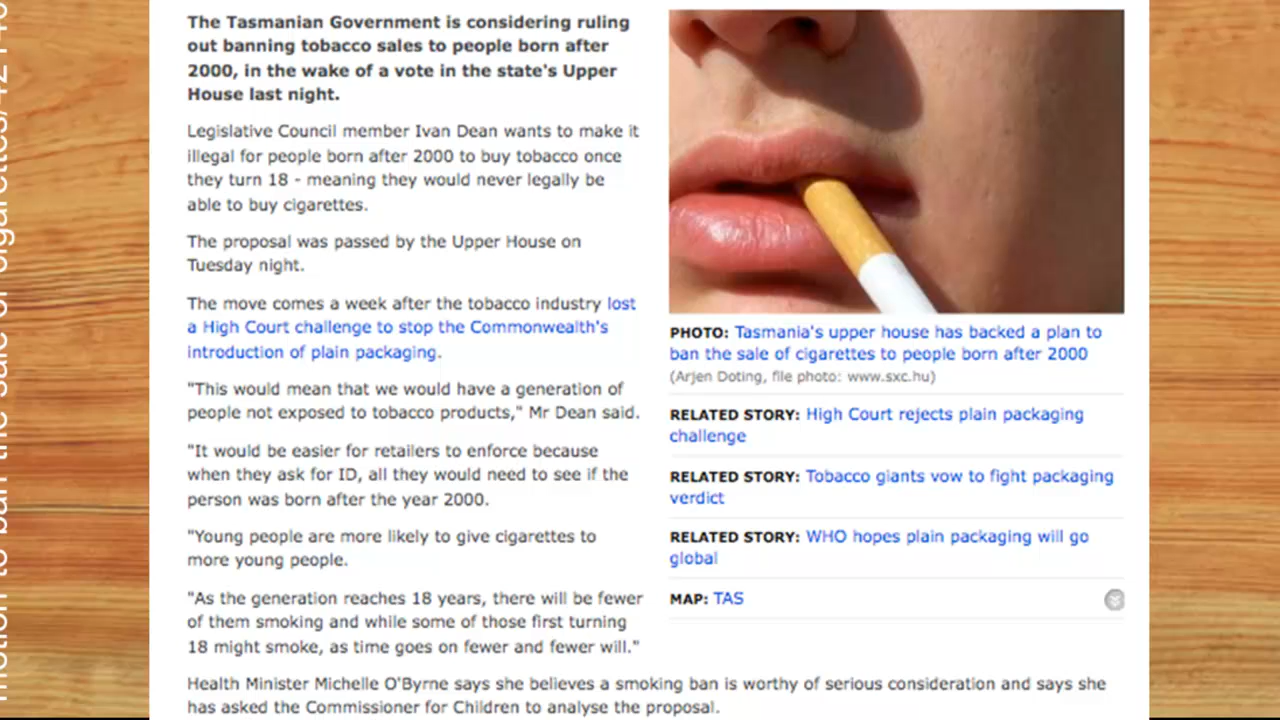 The Tasmanian Government is considering ruling
out banning tobacco sales to people born after
2000, in the wake of a vote in the state's Upper
House last night.
Legislative Council member Ivan Dean wants to make it
illegal for people born after 2000 to buy tobacco once
they turn 18 - meaning they would never legally be
able to buy cigarettes.
The proposal was passed by the Upper House on
Tuesday night.
The move comes a week after the tobacco industry lost
a High Court challenge to stop the Commonwealth's
introduction of plain packaging.
"This would mean that we would have a generation of
people not exposed to tobacco products," Mr Dean said.
"It would be easier for retailers to enforce because
when they ask for ID, all they would need to see if the
person was born after the year 2000.
"Young people are more likely to give cigarettes to
more young people.
"As the generation reaches 18 years, there will be fewer
of them smoking and while some of those first turning
18 might smoke, as time goes on fewer and fewer will."
Health Minister Michelle O'Byrne says she believes a smoking ban is worthy of serious consideration and says she
has asked the Commissioner for Children to analyse the proposal.
PHOTO: Tasmania's upper house has backed a plan to
ban the sale of cigarettes to people born after 2000
(Arjen Doting, file photo: www.sxc.hu)
RELATED STORY: High Court rejects plain packaging
challenge
RELATED STORY: Tobacco giants vow to fight packaging
verdict
RELATED STORY: WHO hopes plain packaging will go
global
MAP: TAS